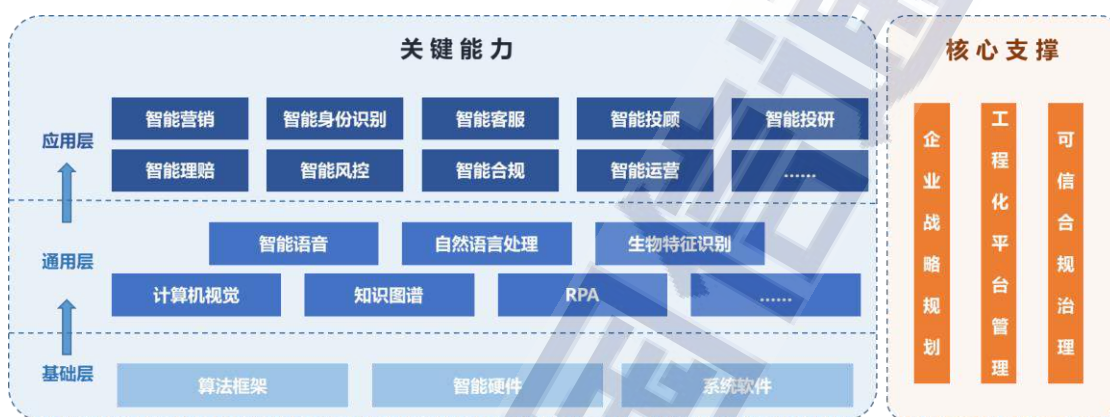 关键能力
应用层
智能营销 智能身份识别 智能客服 智能投顾 智能投研
智能理赔 智能风控 智能合规 智能运营 ……
通用层
智能语音 自然语言处理 生物特征识别
计算机视觉 知识图谱 RPA ……
基础层
算法框架 智能硬件 系统软件
核心支撑
企业战略规划
工程化平台管理
可信合规治理